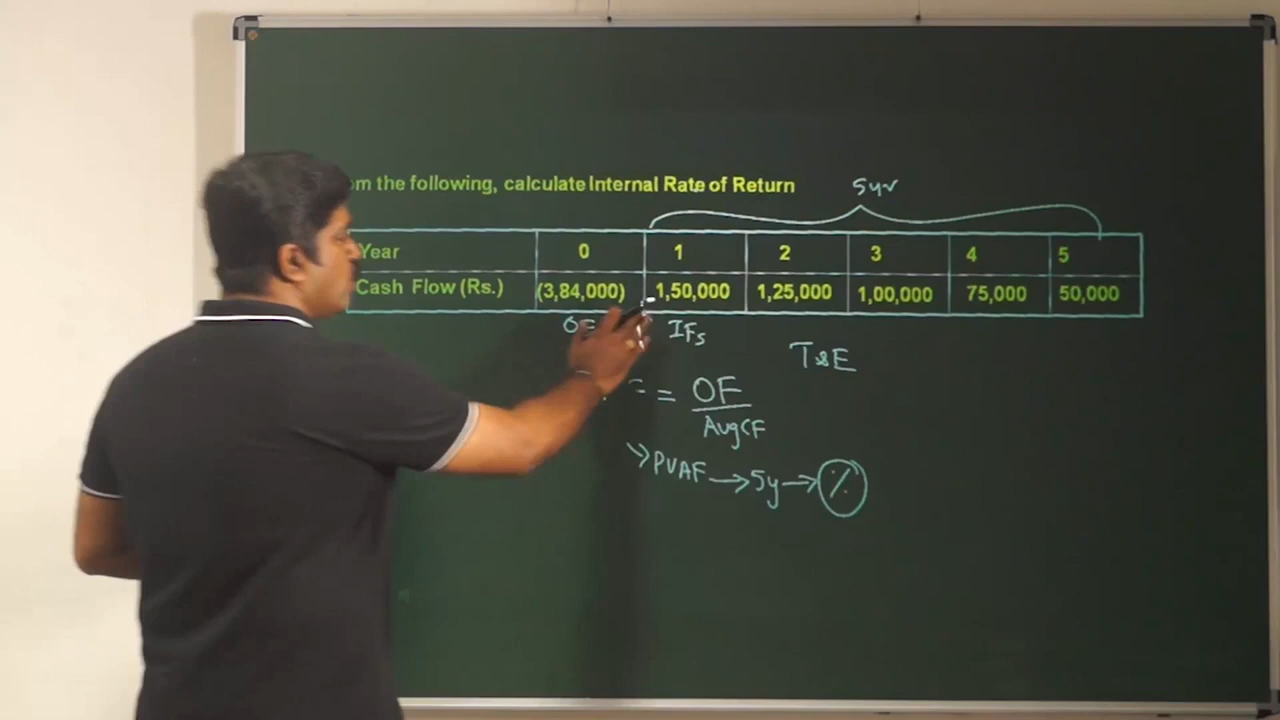 the following, calculate Internal Rate of Return
5yr
Year 0 1 2 3 4 5
Cash Flow (Rs.) (3,84,000) 1,50,000 1,25,000 1,00,000 75,000 50,000
IFs
T&E
= OF
Avg CF
PVAF → 5y → %